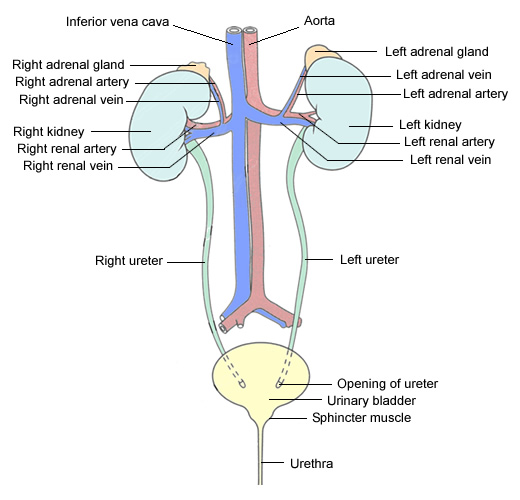 Inferior vena cava
Aorta
Right adrenal gland
Right adrenal artery
Right adrenal vein
Right kidney
Right renal artery
Right renal vein
Left adrenal gland
Left adrenal vein
Left adrenal artery
Left kidney
Left renal artery
Left renal vein
Right ureter
Left ureter
Opening of ureter
Urinary bladder
Sphincter muscle
Urethra